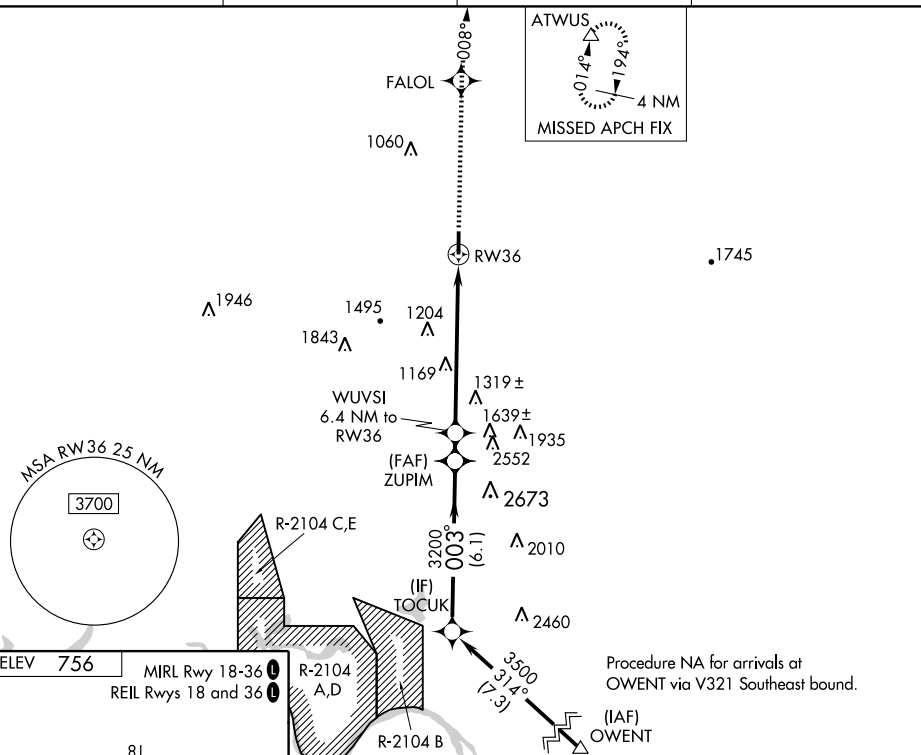 ATWUS
014°
194°
4 NM
MISSED APCH FIX
008°
FALOL
1060
RW36
1745
1946
1495
1204
1843
1169
1319 ±
WUVSI
6.4 NM to
RW36
1639 ±
1935
2552
(FAF)
ZUPIM
2673
MSA RW36 25 NM
3700
R-2104 C,E
3200
003°
(6.1)
2010
(IF)
TOCUK
2460
ELEV 756
MIRL Rwy 18-36 L
REIL Rwys 18 and 36 L
R-2104
A,D
R-2104 B
3500
314°
(7.3)
Procedure NA for arrivals at
OWENT via V321 Southeast bound.
(IAF)
OWENT